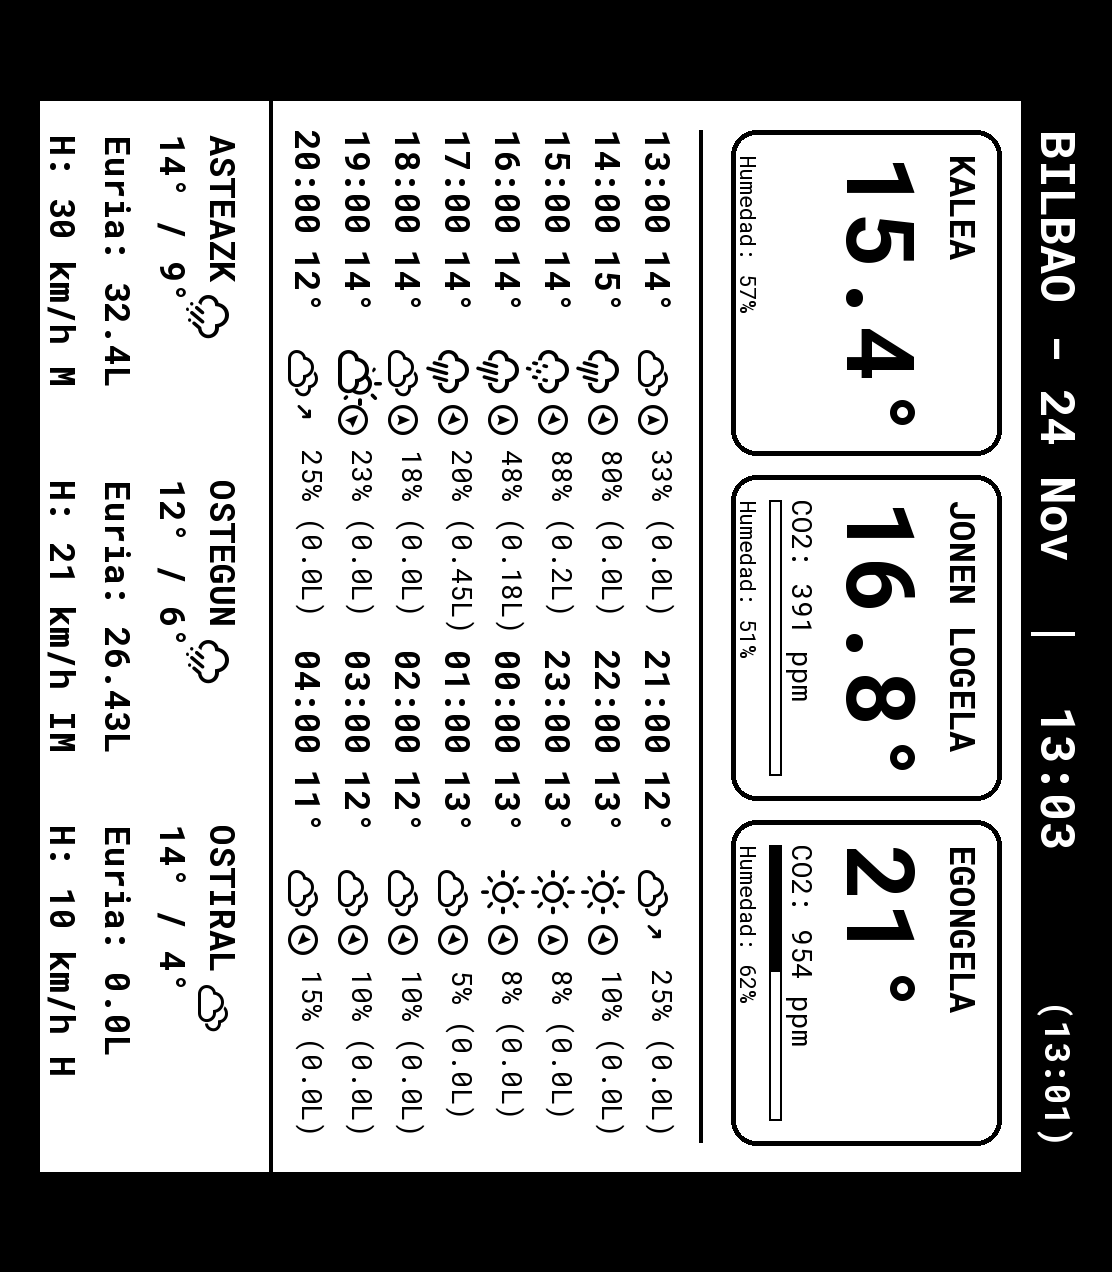 BILBAO - 24 Nov | 13:03 (13:01)
KALEA
15.4°
Humedad: 57%
JONEN LOGELA
16.8°
CO2: 391 ppm
Humedad: 51%
EGONGELA
21°
CO2: 954 ppm
Humedad: 62%
13:00 14° 33% (0.0L)
14:00 15° 80% (0.0L)
15:00 14° 88% (0.2L)
16:00 14° 48% (0.18L)
17:00 14° 20% (0.45L)
18:00 14° 18% (0.0L)
19:00 14° 23% (0.0L)
20:00 12° 25% (0.0L)
21:00 12° 25% (0.0L)
22:00 13° 10% (0.0L)
23:00 13° 8% (0.0L)
00:00 13° 8% (0.0L)
01:00 13° 5% (0.0L)
02:00 12° 10% (0.0L)
03:00 12° 10% (0.0L)
04:00 11° 15% (0.0L)
ASTEAZK
14° / 9°
Euria: 32.4L
H: 30 km/h M
OSTEGUN
12° / 6°
Euria: 26.43L
H: 21 km/h IM
OSTIRAL
14° / 4°
Euria: 0.0L
H: 10 km/h H